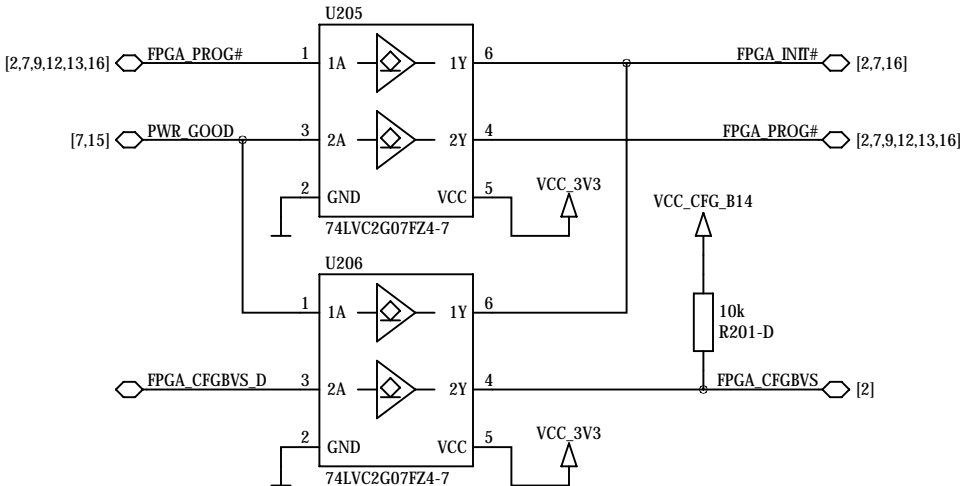 U205
[2,7,9,12,13,16] FPGA_PROG# 1 1A 1Y 6 FPGA_INIT# [2,7,16]
[7,15] PWR_GOOD 3 2A 2Y 4 FPGA_PROG# [2,7,9,12,13,16]
2 GND VCC 5 VCC_3V3
VCC_CFG_B14
74LVC2G07FZ4-7
U206
1 1A 1Y 6
10k
R201-D
FPGA_CFGBVS_D 3 2A 2Y 4 FPGA_CFGBVS [2]
2 GND VCC 5 VCC_3V3
74LVC2G07FZ4-7